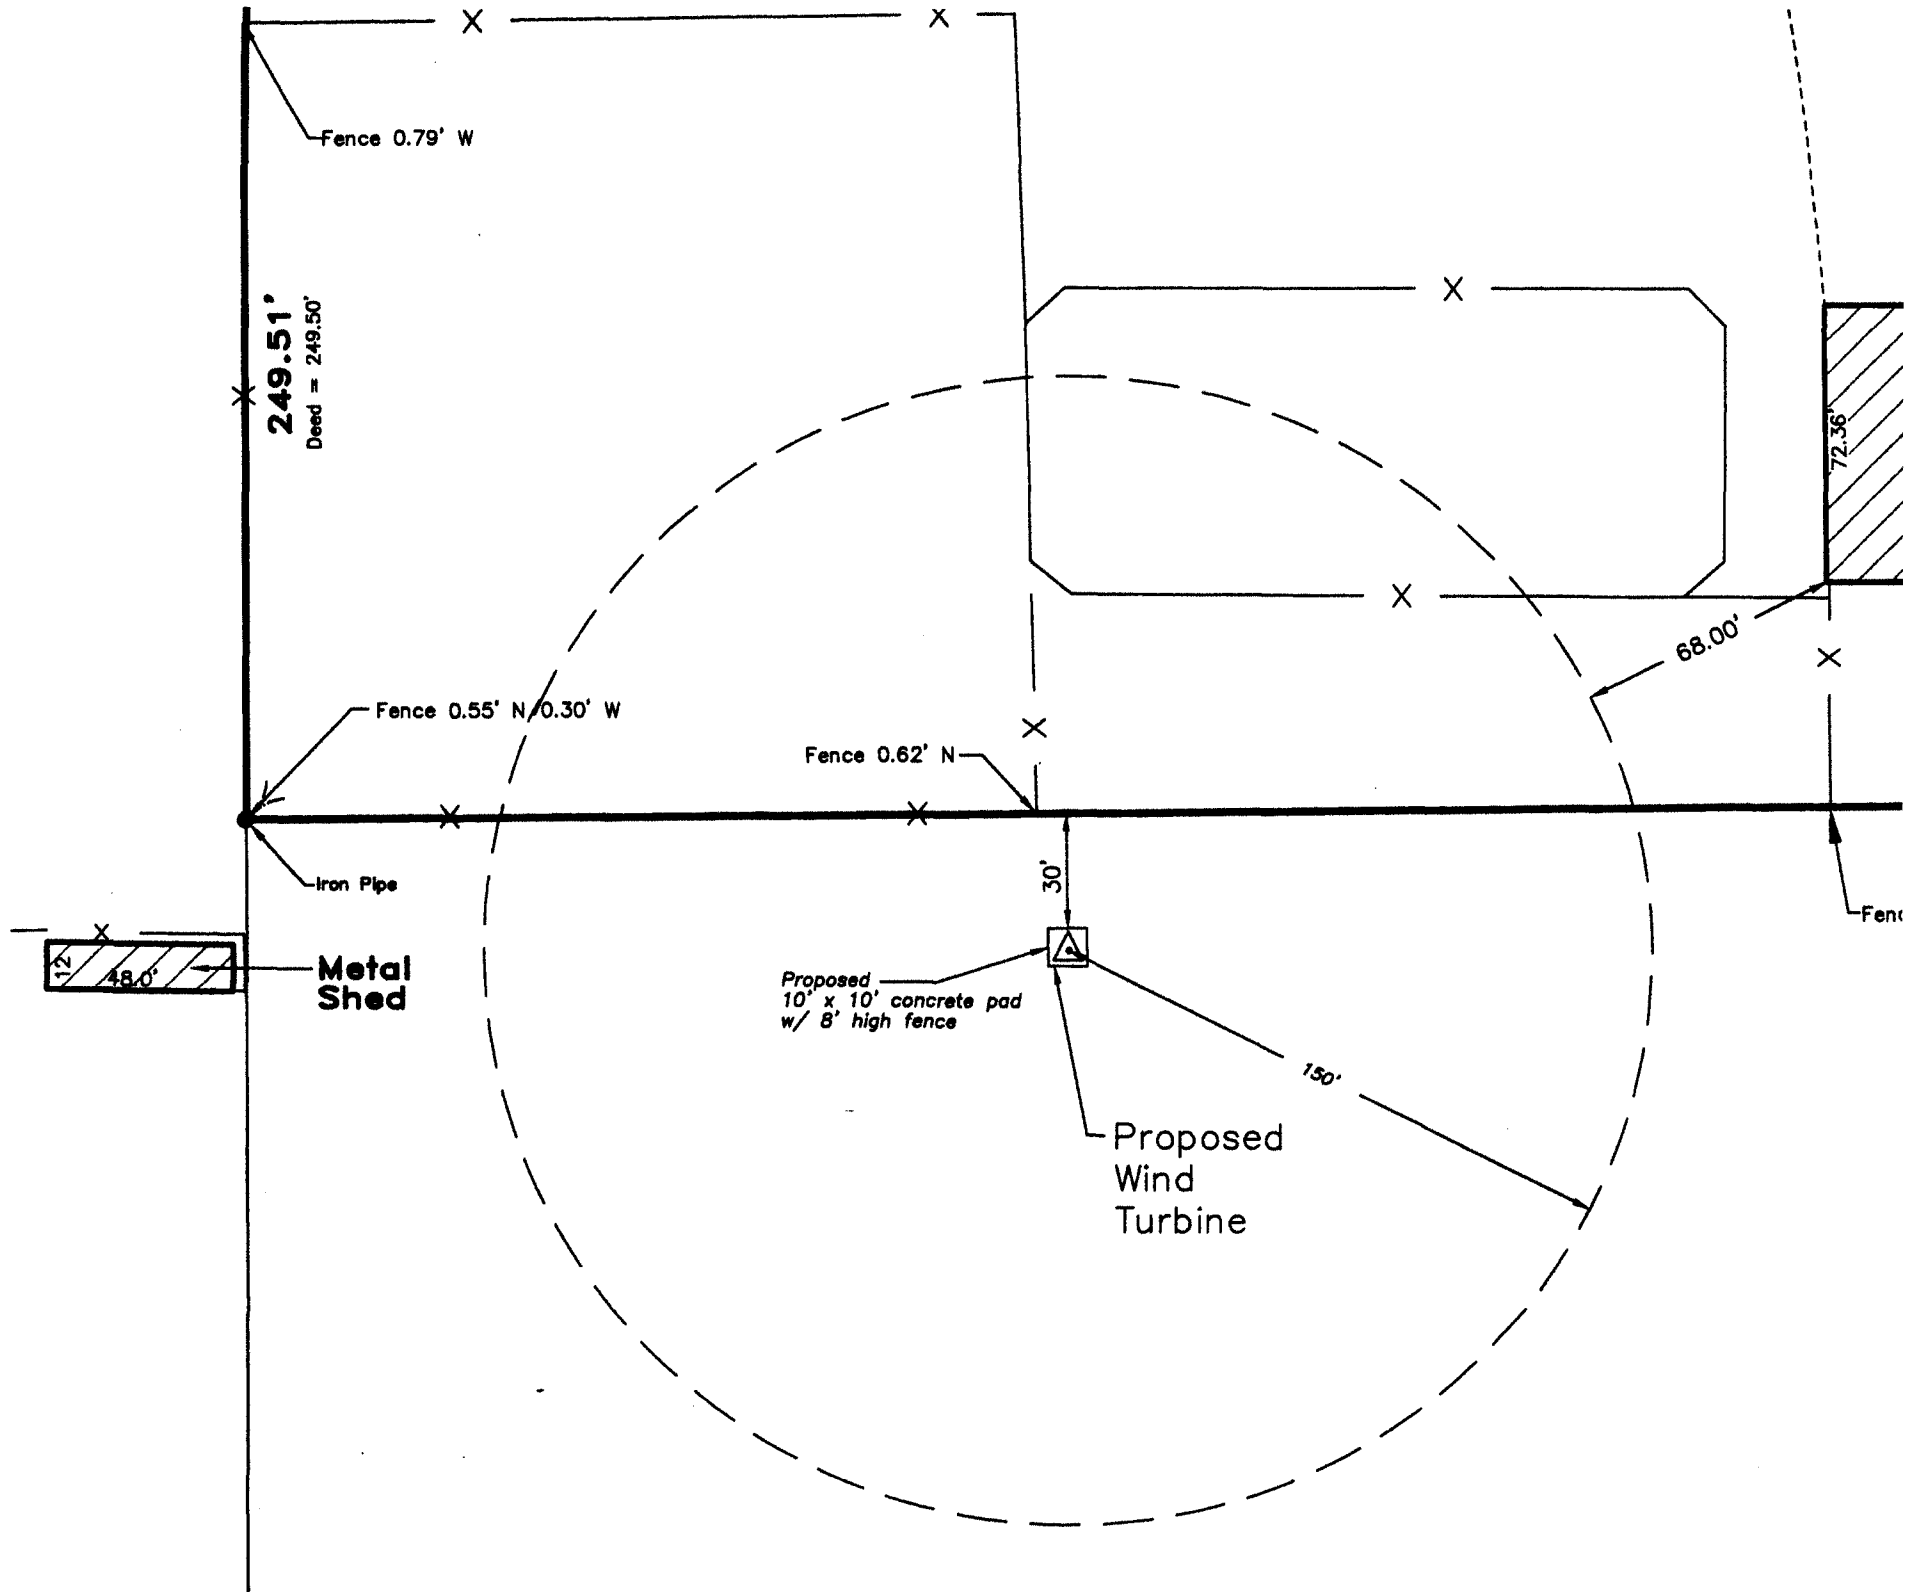 Fence 0.79' W
249.51'
Deed = 249.50'
72.36'
68.00'
Fence 0.55' N/0.30' W
Fence 0.62' N
30'
Iron Pipe
12'
48.0'
Metal
Shed
Proposed
10' x 10' concrete pad
w/ 8' high fence
150'
Proposed
Wind
Turbine